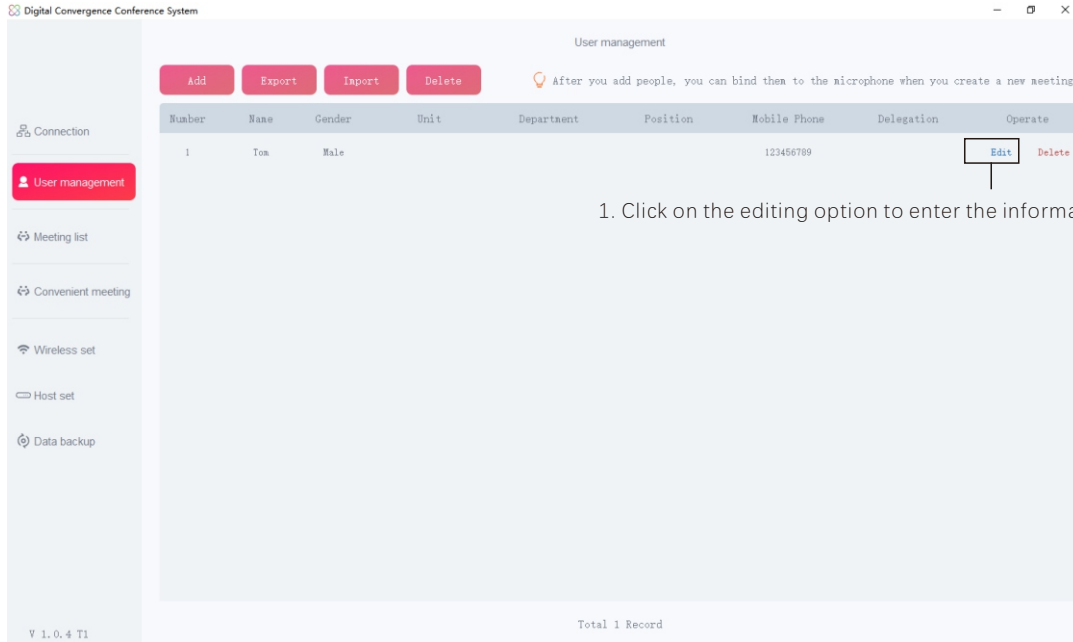 Digital Convergence Conference System
User management
Add Export Import Delete After you add people, you can bind them to the microphone when you create a new meeting
Number Name Gender Unit Department Position Mobile Phone Delegation Operate
1 Tom Male 123456789 Edit Delete
1. Click on the editing option to enter the informa
Connection
User management
Meeting list
Convenient meeting
Wireless set
Host set
Data backup
Total 1 Record
V 1.0.4 T1